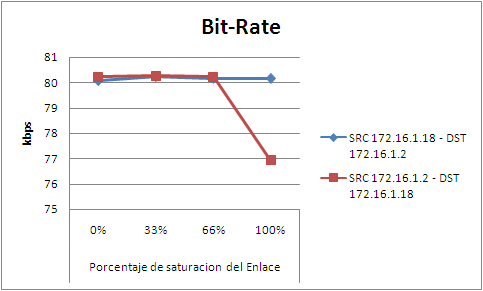 Bit-Rate
81
80
79
78
77
76
75
kbps
0% 33% 66% 100%
Porcentaje de saturacion del Enlace
SRC 172.16.1.18 - DST
172.16.1.2
SRC 172.16.1.2 - DST
172.16.1.18